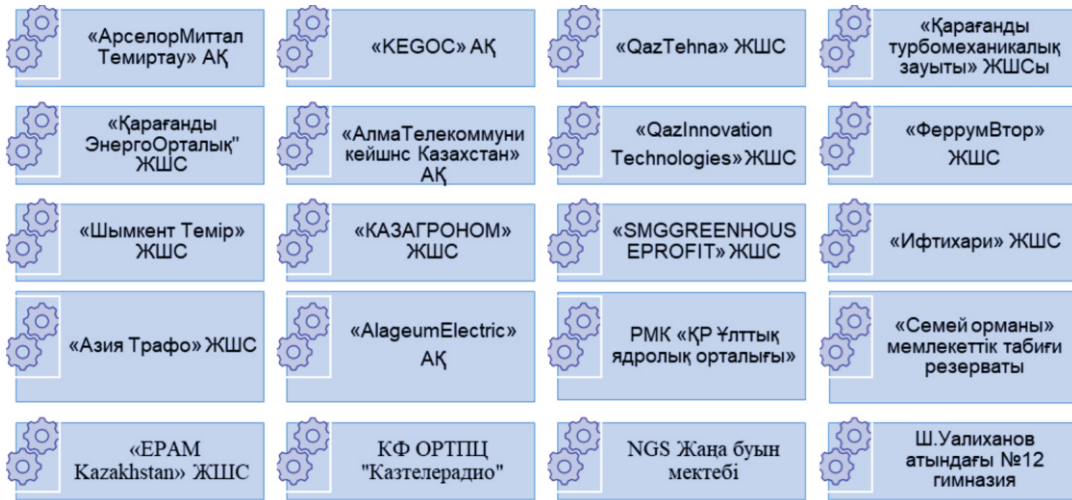 «АрселорМиттал
Темиртау» АҚ
«KEGOC» АҚ
«QazTehna» ЖШС
«Қарағанды
турбомеханикалық
зауыты» ЖШСы
«Қарағанды
ЭнергоОрталық"
ЖШС
«АлмаТелекоммуни
кейшнс Казахстан»
АҚ
«QazInnovation
Technologies» ЖШС
«ФеррумВтор»
ЖШС
«Шымкент Темір»
ЖШС
«КАЗАГРОНОМ»
ЖШС
«SMGGREENHOUS
EPROFIT» ЖШС
«Ифтихари» ЖШС
«Азия Трафо» ЖШС
«AlageumElectric»
АҚ
РМК «ҚР Ұлттық
ядролық орталығы»
«Семей орманы»
мемлекеттік табиғи
резерваты
«EPAM
Kazakhstan» ЖШС
КФ ОРТПЦ
"Казтелерадио"
NGS Жаңа буын
мектебі
Ш.Уалиханов
атындағы №12
гимназия